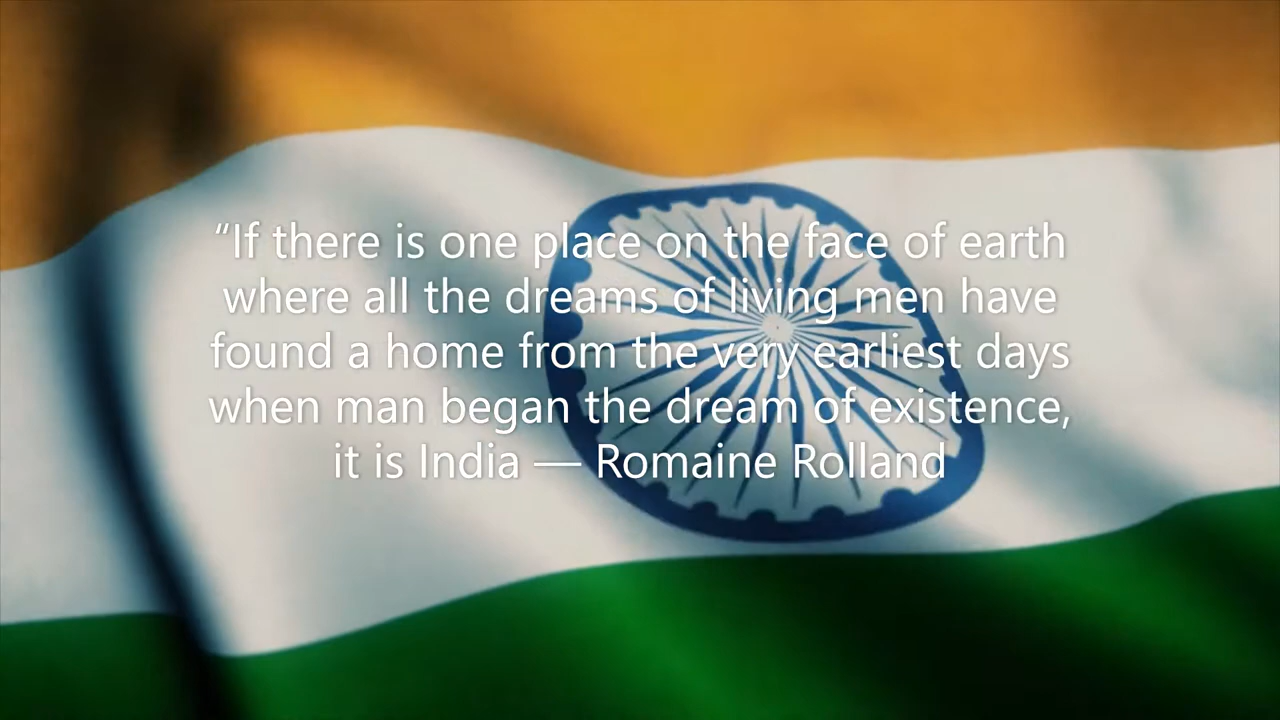 “If there is one place on the face of earth
where all the dreams of living men have
found a home from the very earliest days
when man began the dream of existence,
it is India — Romaine Rolland